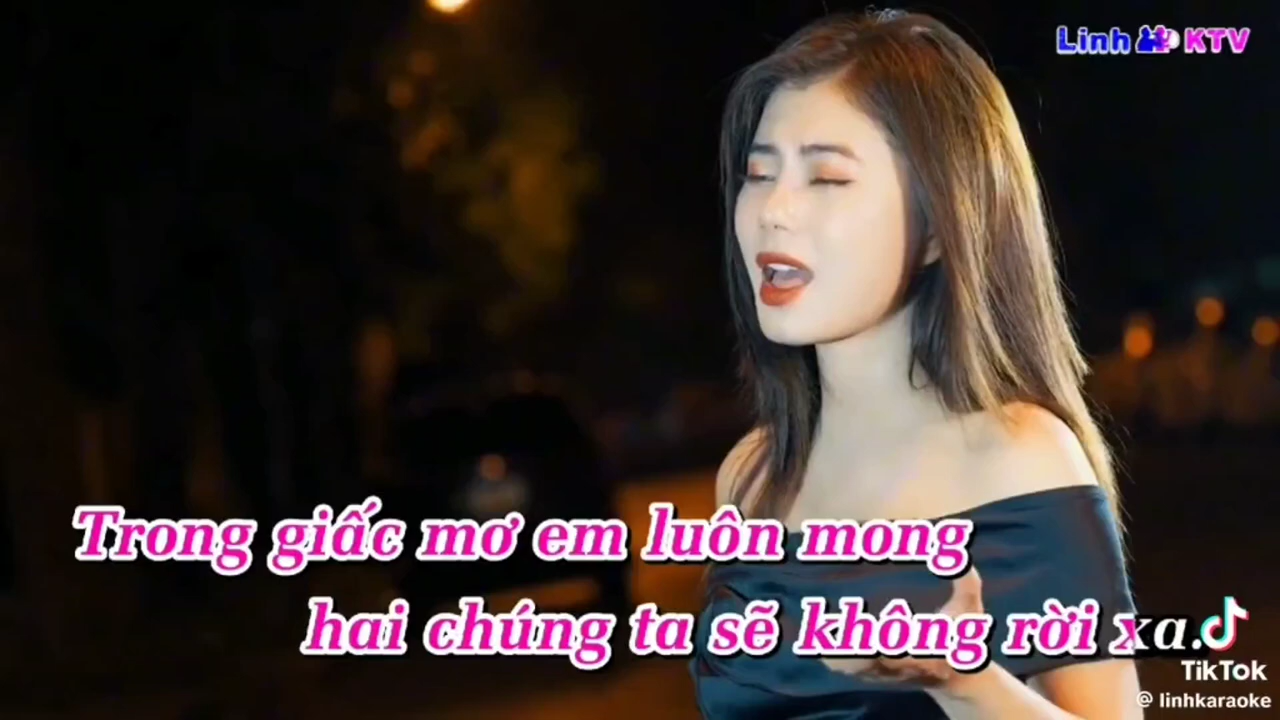 Linh KTV
Trong giấc mơ em luôn mong
hai chúng ta sẽ không rời xa.
TikTok
@ linhkaraoke